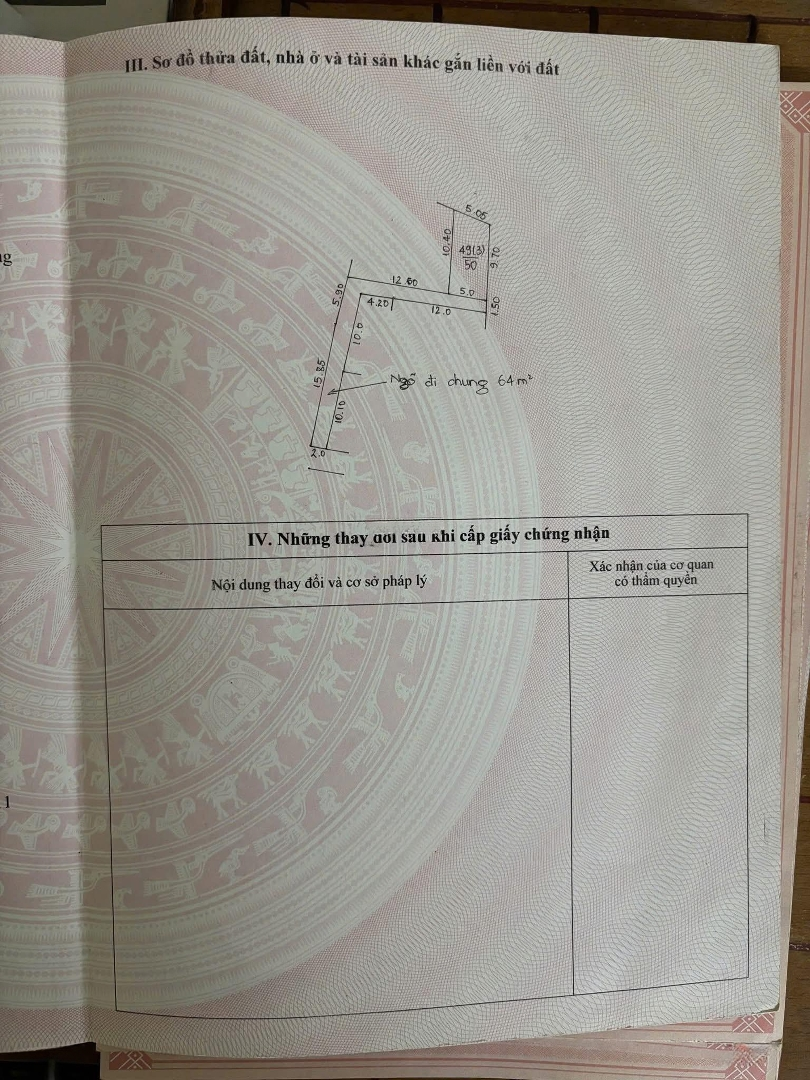 III. Sơ đồ thửa đất, nhà ở và tài sản khác gắn liền với đất
5.05
10.40
49(3)
50
9.70
12.60
5.0
5.90
4.20
12.0
1.50
10.0
15.85
Ngõ đi chung 64m²
10.10
2.0
IV. Những thay đổi sau khi cấp giấy chứng nhận
Nội dung thay đổi và cơ sở pháp lý
Xác nhận của cơ quan
có thẩm quyền
g
1